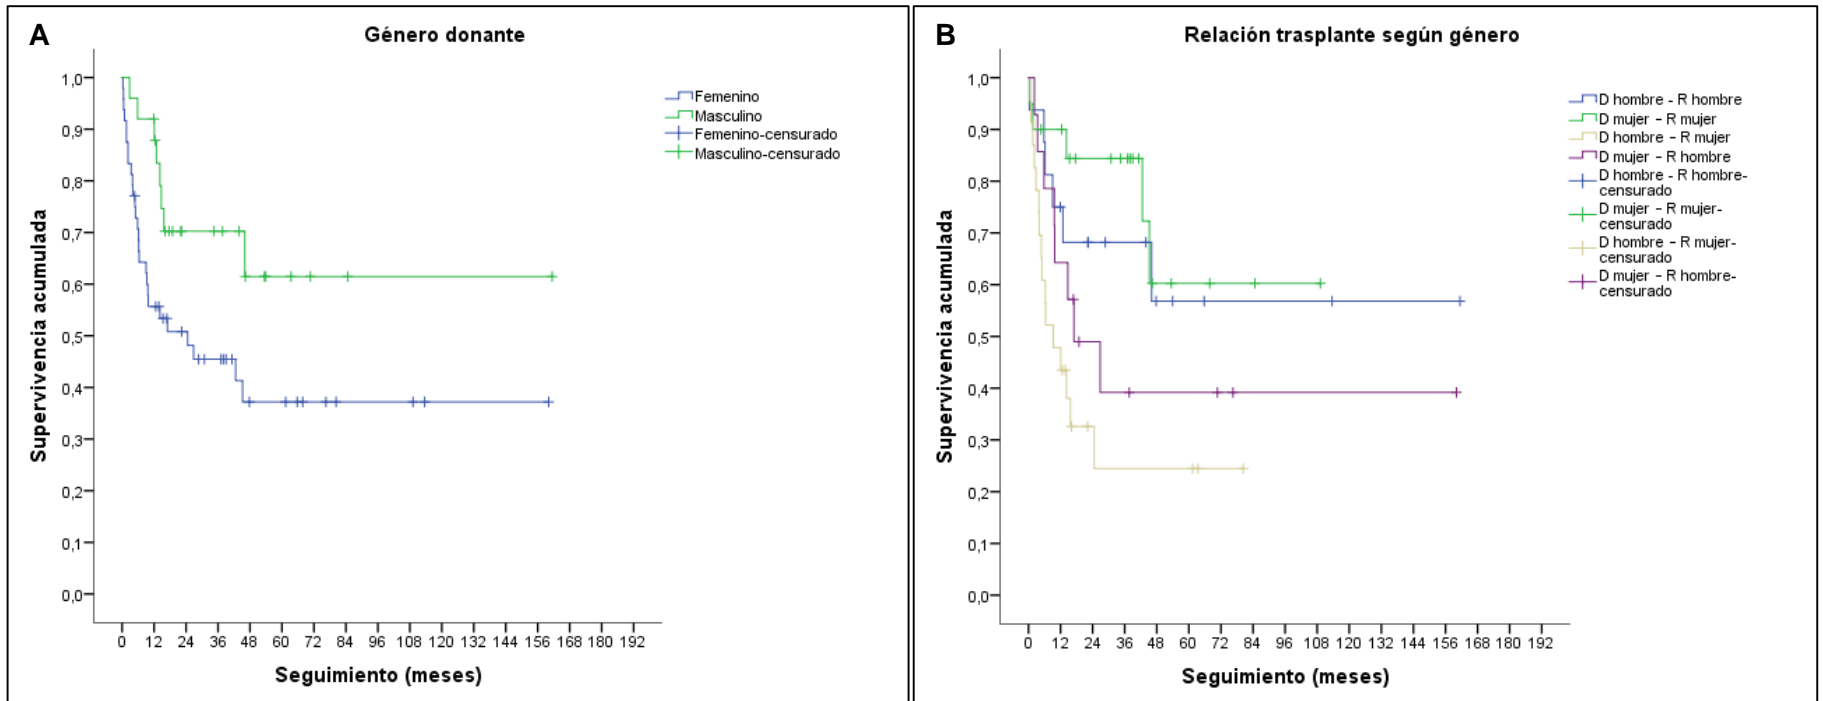 A
Género donante
1,0
0,9
0,8
0,7
0,6
0,5
0,4
0,3
0,2
0,1
0,0
Supervivencia acumulada
0 12 24 36 48 60 72 84 96 108 120 132 144 156 168 180 192
Seguimiento (meses)
Femenino
Masculino
Femenino-censurado
Masculino-censurado
B
Relación trasplante según género
1,0
0,9
0,8
0,7
0,6
0,5
0,4
0,3
0,2
0,1
0,0
Supervivencia acumulada
0 12 24 36 48 60 72 84 96 108 120 132 144 156 168 180 192
Seguimiento (meses)
D hombre - R hombre
D mujer - R mujer
D hombre - R mujer
D mujer - R hombre
D hombre - R hombre-
censurado
D mujer - R mujer-
censurado
D hombre - R mujer-
censurado
D mujer - R hombre-
censurado